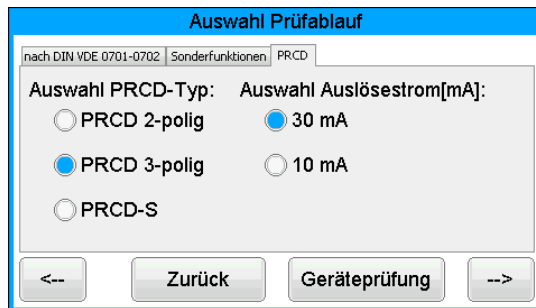 Auswahl Prüfablauf
nach DIN VDE 0701-0702 Sonderfunktionen PRCD
Auswahl PRCD-Typ: Auswahl Auslösestrom[mA]:
PRCD 2-polig 30 mA
PRCD 3-polig 10 mA
PRCD-S
<-- Zurück Geräteprüfung -->